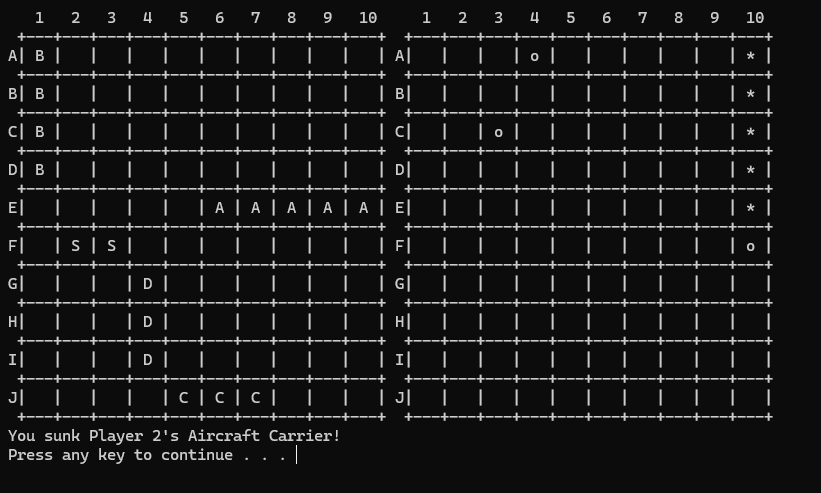 1   2   3   4   5   6   7   8   9   10     1   2   3   4   5   6   7   8   9   10
  +---+---+---+---+---+---+---+---+---+---+  +---+---+---+---+---+---+---+---+---+---+
A| B |   |   |   |   |   |   |   |   |   | A|   |   |   | o |   |   |   |   |   | * |
  +---+---+---+---+---+---+---+---+---+---+  +---+---+---+---+---+---+---+---+---+---+
B| B |   |   |   |   |   |   |   |   |   | B|   |   |   |   |   |   |   |   |   | * |
  +---+---+---+---+---+---+---+---+---+---+  +---+---+---+---+---+---+---+---+---+---+
C| B |   |   |   |   |   |   |   |   |   | C|   |   | o |   |   |   |   |   |   | * |
  +---+---+---+---+---+---+---+---+---+---+  +---+---+---+---+---+---+---+---+---+---+
D| B |   |   |   |   |   |   |   |   |   | D|   |   |   |   |   |   |   |   |   | * |
  +---+---+---+---+---+---+---+---+---+---+  +---+---+---+---+---+---+---+---+---+---+
E|   |   |   |   |   | A | A | A | A | A | E|   |   |   |   |   |   |   |   |   | * |
  +---+---+---+---+---+---+---+---+---+---+  +---+---+---+---+---+---+---+---+---+---+
F|   | S | S |   |   |   |   |   |   |   | F|   |   |   |   |   |   |   |   |   | o |
  +---+---+---+---+---+---+---+---+---+---+  +---+---+---+---+---+---+---+---+---+---+
G|   |   |   | D |   |   |   |   |   |   | G|   |   |   |   |   |   |   |   |   |   |
  +---+---+---+---+---+---+---+---+---+---+  +---+---+---+---+---+---+---+---+---+---+
H|   |   |   | D |   |   |   |   |   |   | H|   |   |   |   |   |   |   |   |   |   |
  +---+---+---+---+---+---+---+---+---+---+  +---+---+---+---+---+---+---+---+---+---+
I|   |   |   | D |   |   |   |   |   |   | I|   |   |   |   |   |   |   |   |   |   |
  +---+---+---+---+---+---+---+---+---+---+  +---+---+---+---+---+---+---+---+---+---+
J|   |   |   |   | C | C | C |   |   |   | J|   |   |   |   |   |   |   |   |   |   |
  +---+---+---+---+---+---+---+---+---+---+  +---+---+---+---+---+---+---+---+---+---+
You sunk Player 2's Aircraft Carrier!
Press any key to continue . . .